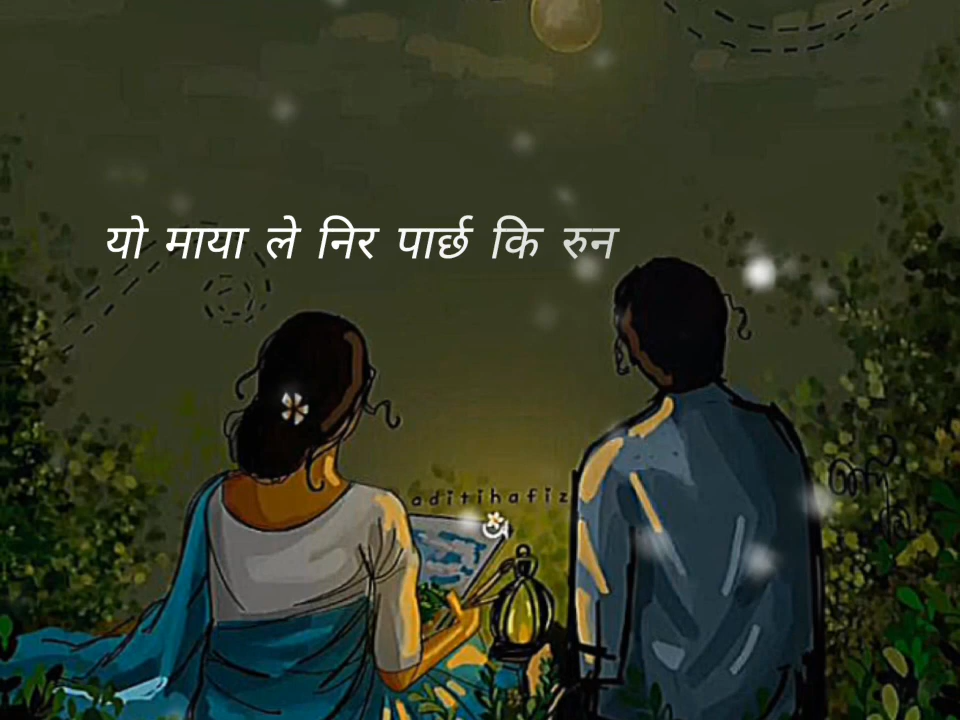 यो माया ले निर पार्छ कि रुन
aditihafiz